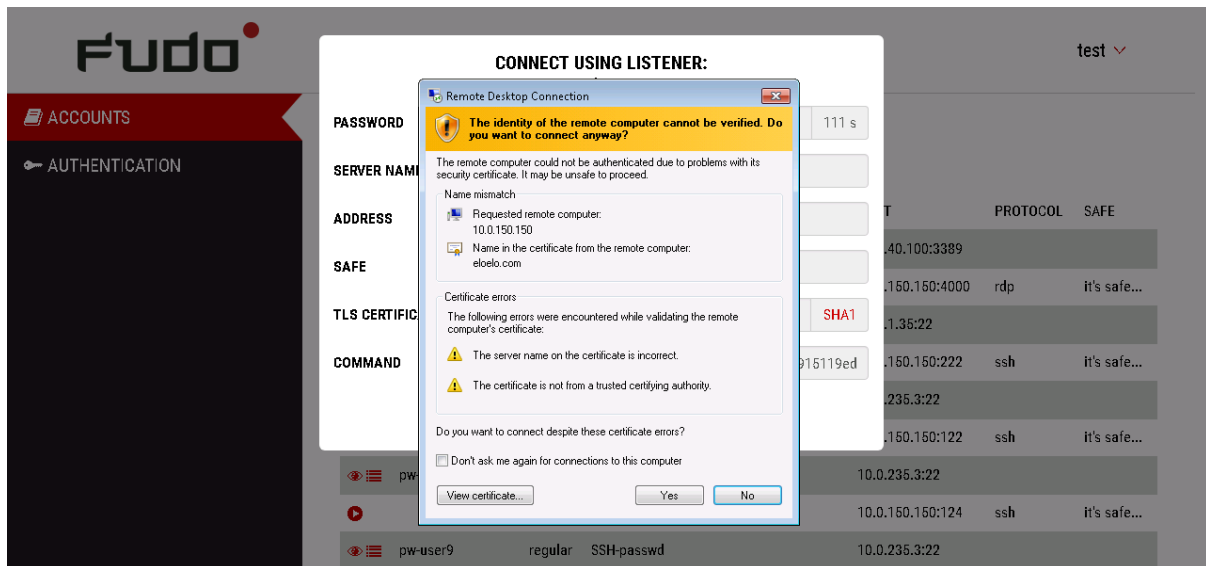 FUDO
test
ACCOUNTS
AUTHENTICATION
CONNECT USING LISTENER:
PASSWORD
111 s
SERVER NAM
ADDRESS
SAFE
TLS CERTIFIC
SHA1
COMMAND
915119ed
Remote Desktop Connection
The identity of the remote computer cannot be verified. Do
you want to connect anyway?
The remote computer could not be authenticated due to problems with its
security certificate. It may be unsafe to proceed.
Name mismatch
Requested remote computer:
10.0.150.150
Name in the certificate from the remote computer:
eloelo.com
Certificate errors
The following errors were encountered while validating the remote
computer's certificate:
The server name on the certificate is incorrect.
The certificate is not from a trusted certifying authority.
Do you want to connect despite these certificate errors?
Don't ask me again for connections to this computer
View certificate...
Yes
No
T PROTOCOL SAFE
.40.100:3389
.150.150:4000 rdp it's safe...
.1.35:22
.150.150:222 ssh it's safe...
.235.3:22
.150.150:122 ssh it's safe...
pw- 10.0.235.3:22
10.0.150.150:124 ssh it's safe...
pw-user9 regular SSH-passwd 10.0.235.3:22